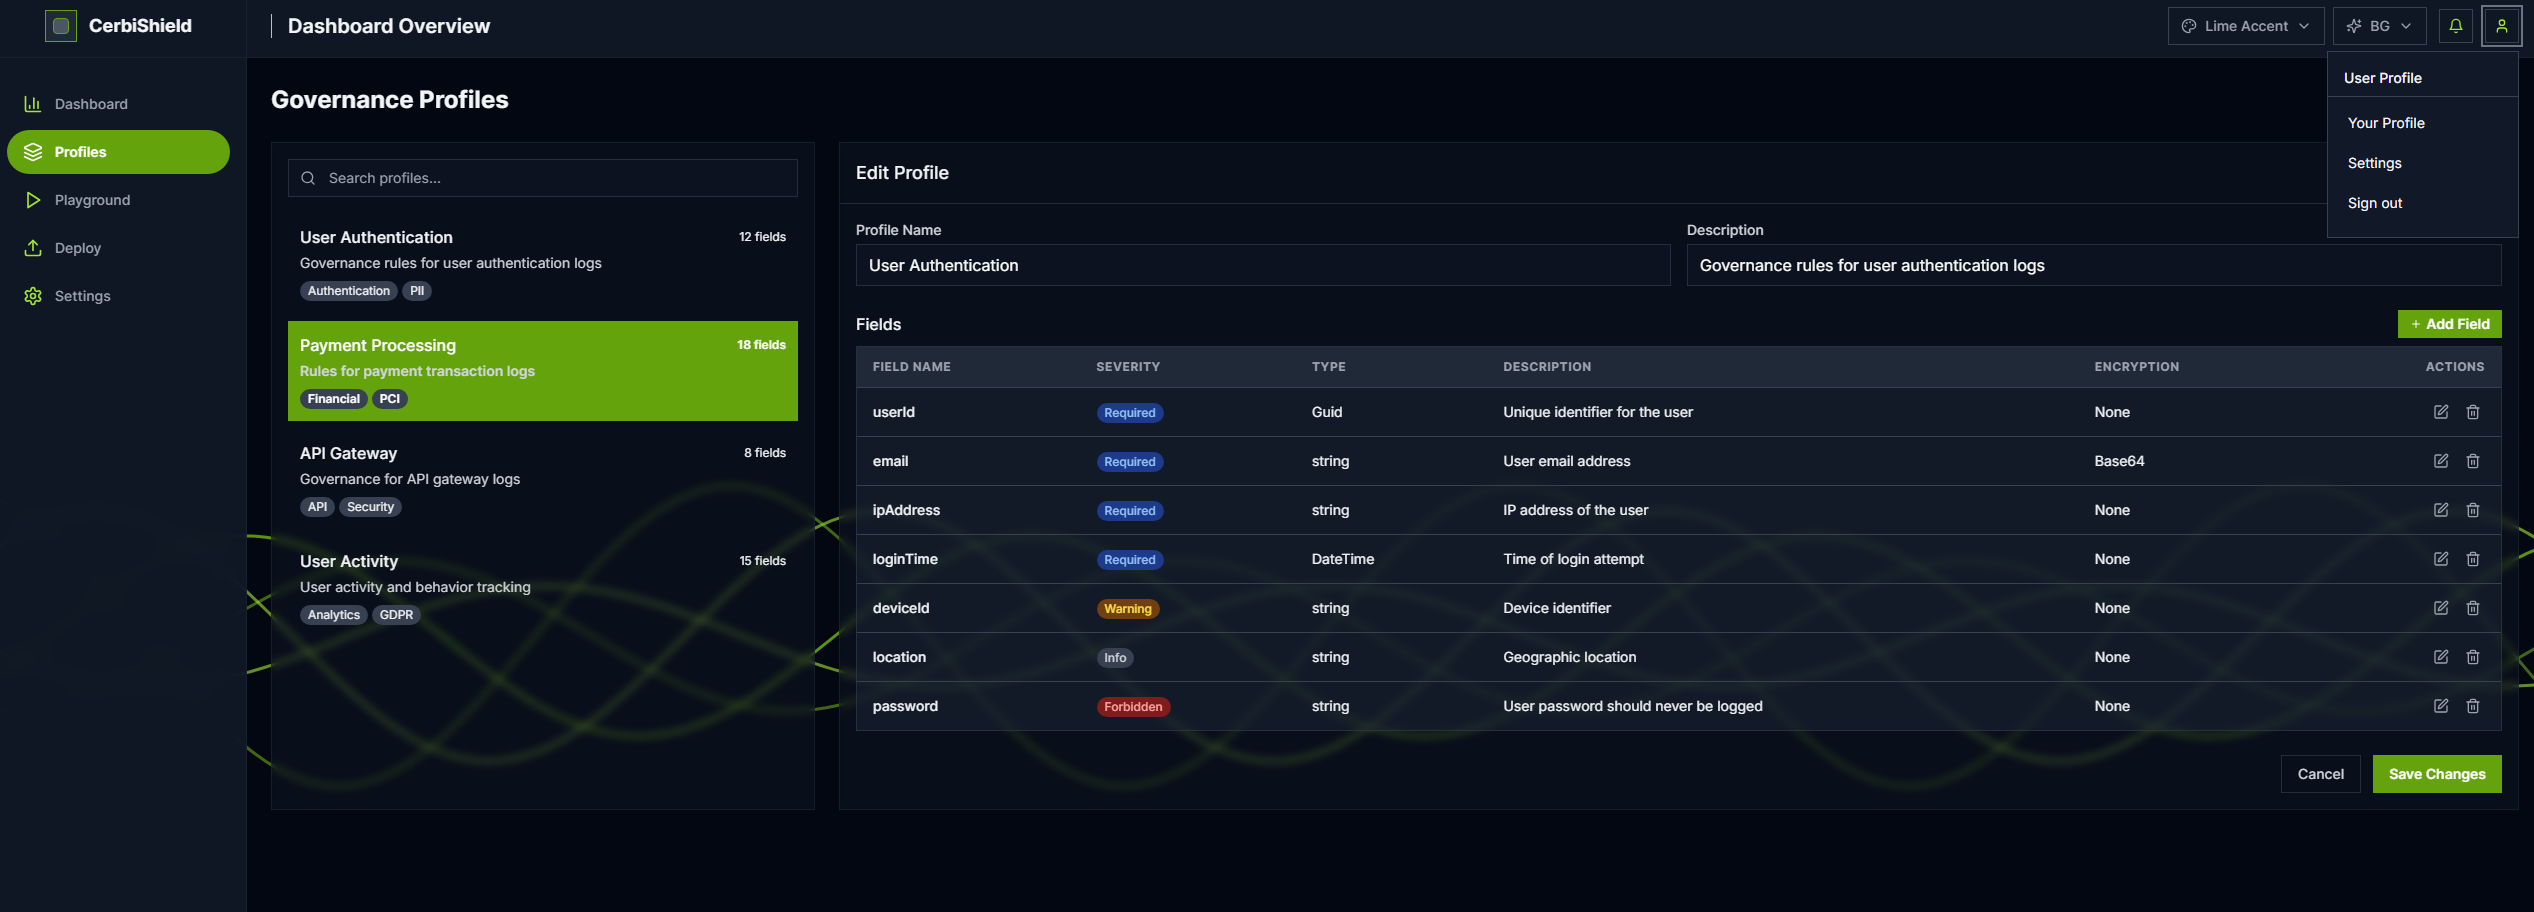 CerbiShield
Dashboard Overview
Lime Accent
BG
User Profile
Your Profile
Settings
Sign out
Dashboard
Profiles
Playground
Deploy
Settings
Governance Profiles
Search profiles...
User Authentication
12 fields
Governance rules for user authentication logs
Authentication PII
Payment Processing
18 fields
Rules for payment transaction logs
Financial PCI
API Gateway
8 fields
Governance for API gateway logs
API Security
User Activity
15 fields
User activity and behavior tracking
Analytics GDPR
Edit Profile
Profile Name
User Authentication
Description
Governance rules for user authentication logs
Fields
+ Add Field
FIELD NAME SEVERITY TYPE DESCRIPTION ENCRYPTION ACTIONS
userId Required Guid Unique identifier for the user None
email Required string User email address Base64
ipAddress Required string IP address of the user None
loginTime Required DateTime Time of login attempt None
deviceId Warning string Device identifier None
location Info string Geographic location None
password Forbidden string User password should never be logged None
Cancel
Save Changes